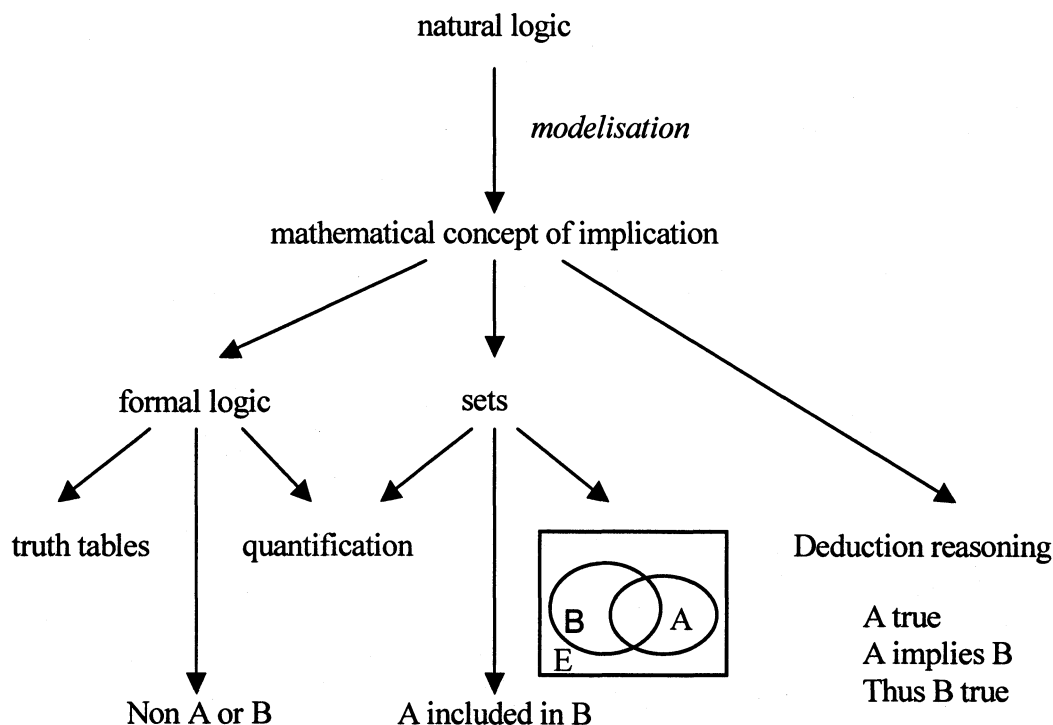 natural logic
modelisation
mathematical concept of implication
formal logic
sets
truth tables
quantification
B
A
E
Deduction reasoning
A true
A implies B
Thus B true
Non A or B
A included in B